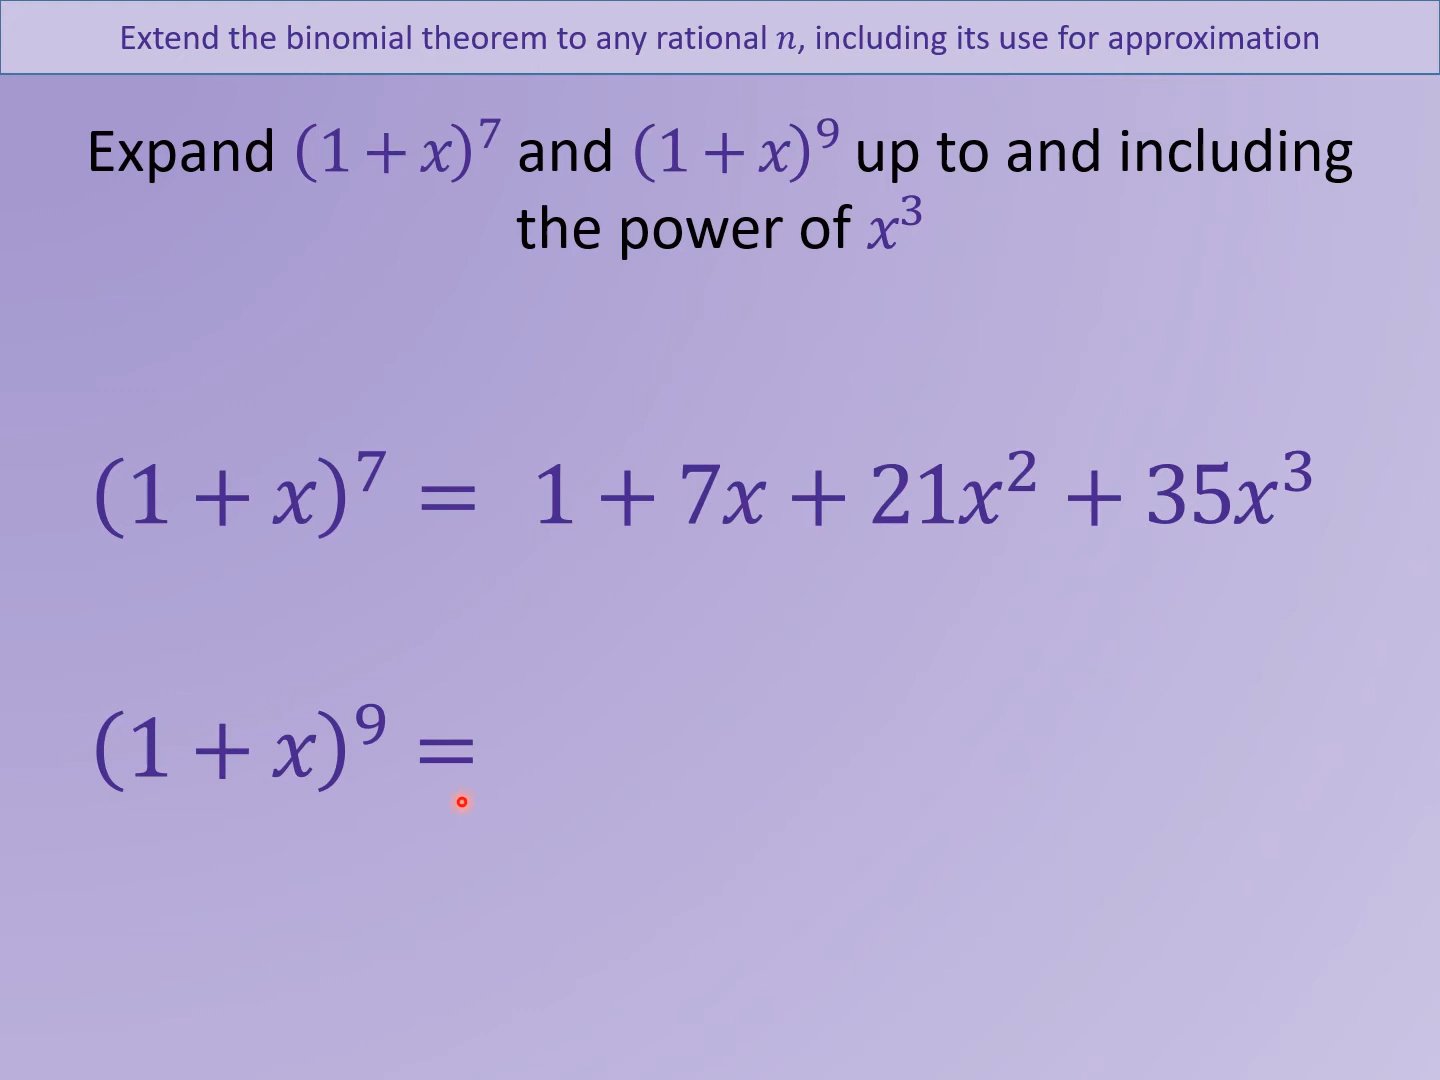 Extend the binomial theorem to any rational 𝑛, including its use for approximation
Expand (1 + 𝑥)⁷ and (1 + 𝑥)⁹ up to and including
the power of 𝑥³
(1 + 𝑥)⁷ = 1 + 7𝑥 + 21𝑥² + 35𝑥³
(1 + 𝑥)⁹ =